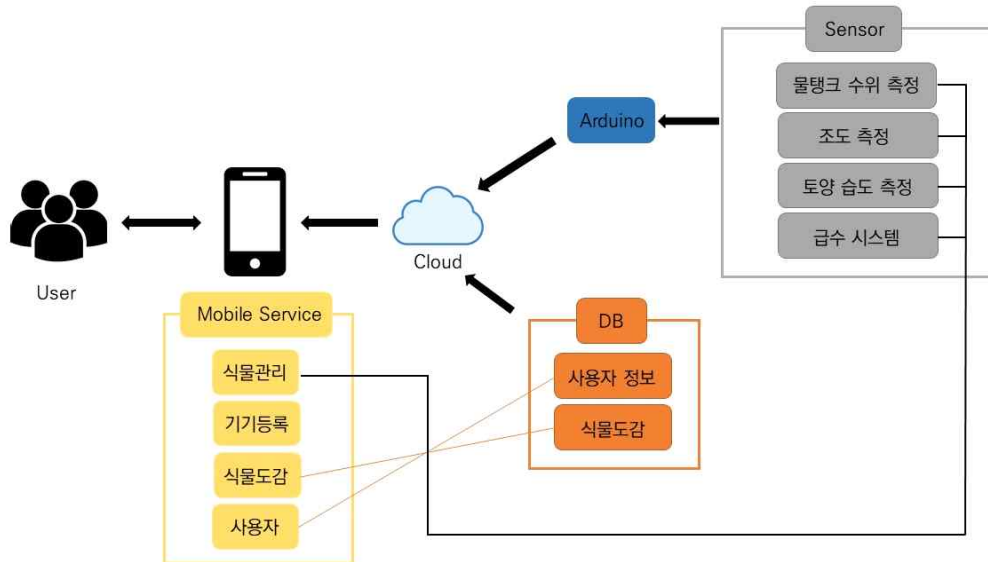 Sensor
물탱크 수위 측정
조도 측정
토양 습도 측정
급수 시스템
Arduino
Cloud
User
Mobile Service
식물관리
기기등록
식물도감
사용자
DB
사용자 정보
식물도감